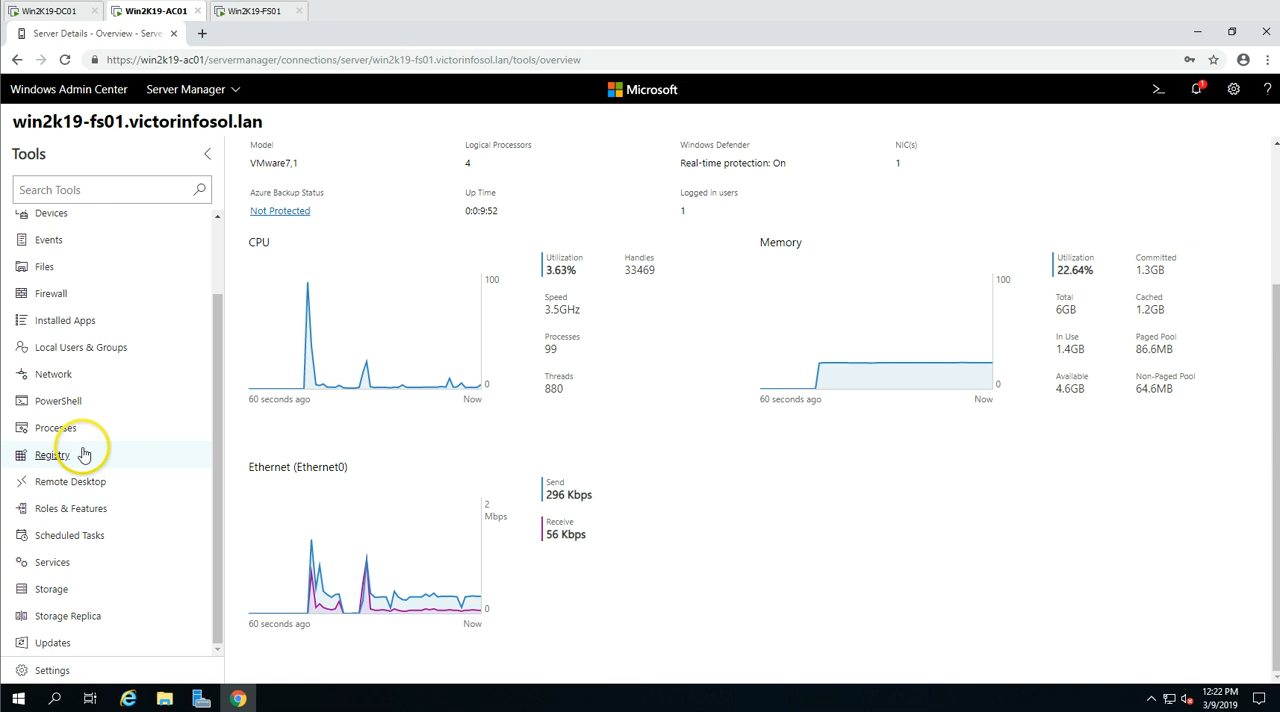 Win2K19-DC01
Win2K19-AC01
Win2K19-FS01
Server Details - Overview - Serve
https://win2k19-ac01/servermanager/connections/server/win2k19-fs01.victorinfosol.lan/tools/overview
Windows Admin Center
Server Manager
Microsoft
1
?
win2k19-fs01.victorinfosol.lan
Tools
Search Tools
Devices
Events
Files
Firewall
Installed Apps
Local Users & Groups
Network
PowerShell
Processes
Registry
Remote Desktop
Roles & Features
Scheduled Tasks
Services
Storage
Storage Replica
Updates
Settings
Model
VMware7,1
Logical Processors
4
Windows Defender
Real-time protection: On
NIC(s)
1
Azure Backup Status
Not Protected
Up Time
0:0:9:52
Logged in users
1
CPU
100
0
60 seconds ago
Now
Utilization
3.63%
Handles
33469
Speed
3.5GHz
Processes
99
Threads
880
Memory
100
0
60 seconds ago
Now
Utilization
22.64%
Committed
1.3GB
Total
6GB
Cached
1.2GB
In Use
1.4GB
Paged Pool
86.6MB
Available
4.6GB
Non-Paged Pool
64.6MB
Ethernet (Ethernet0)
2
Mbps
0
60 seconds ago
Now
Send
296 Kbps
Receive
56 Kbps
12:22 PM
3/9/2019